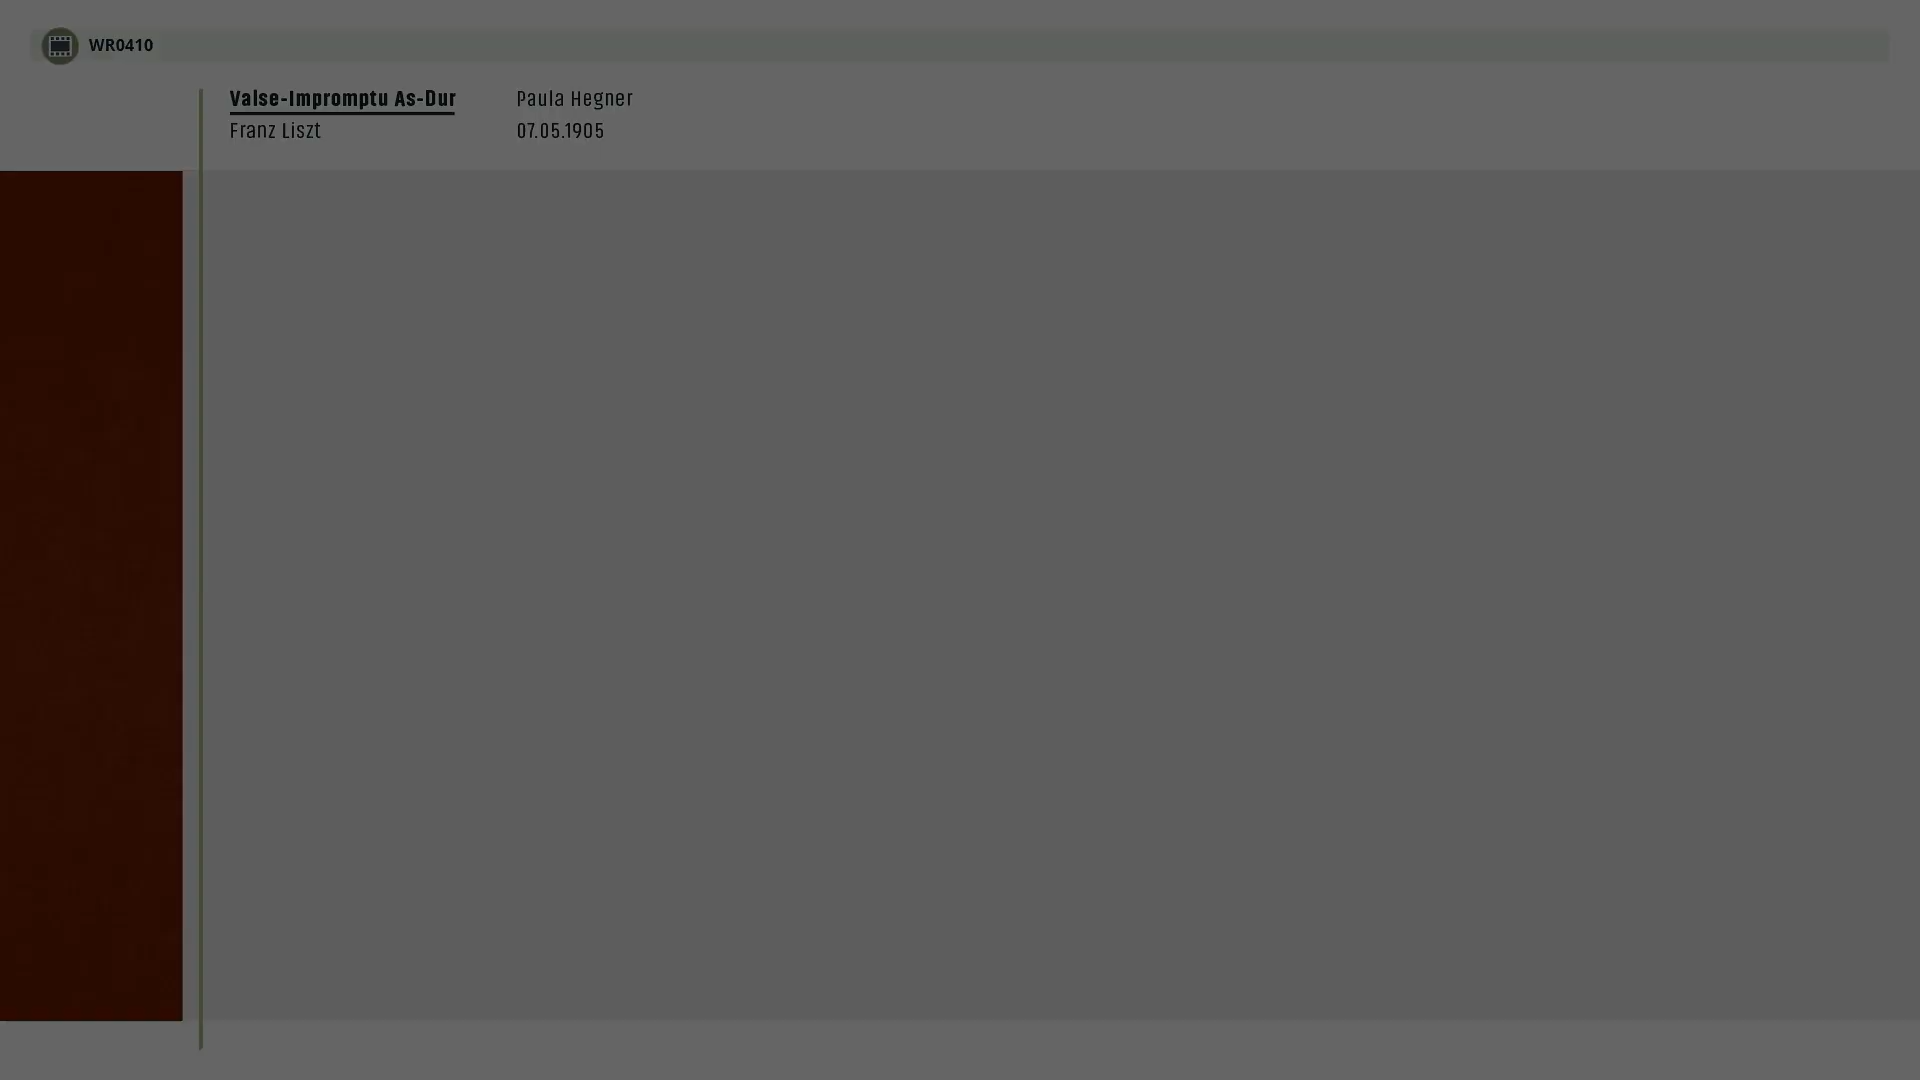 WR0410
Valse-Impromptu As-Dur
Franz Liszt
Paula Hegner
07.05.1905